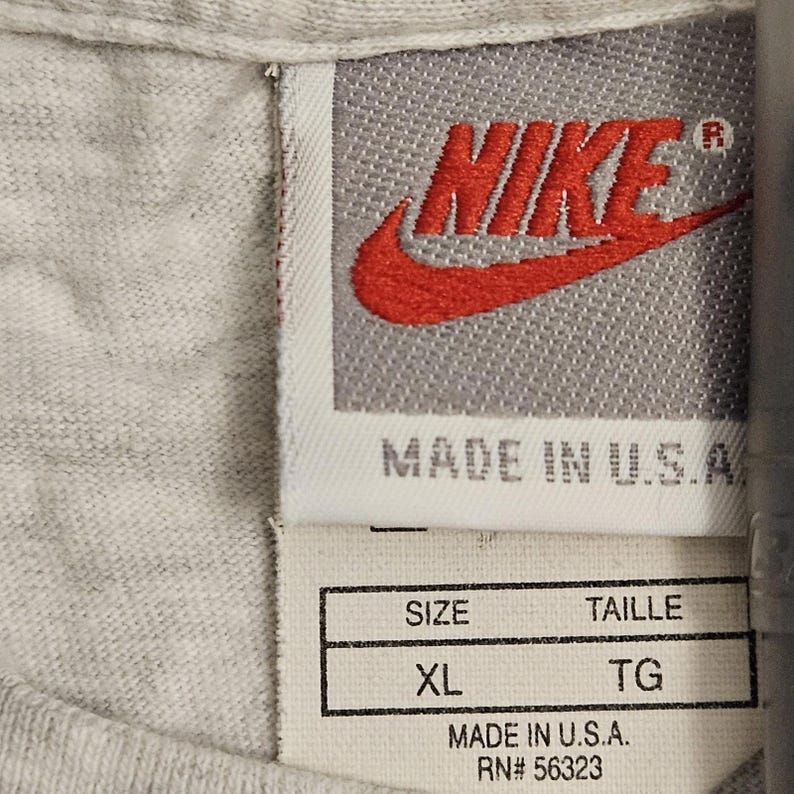 NIKE ®
MADE IN U.S.A.
SIZE TAILLE
XL TG
MADE IN U.S.A.
RN# 56323